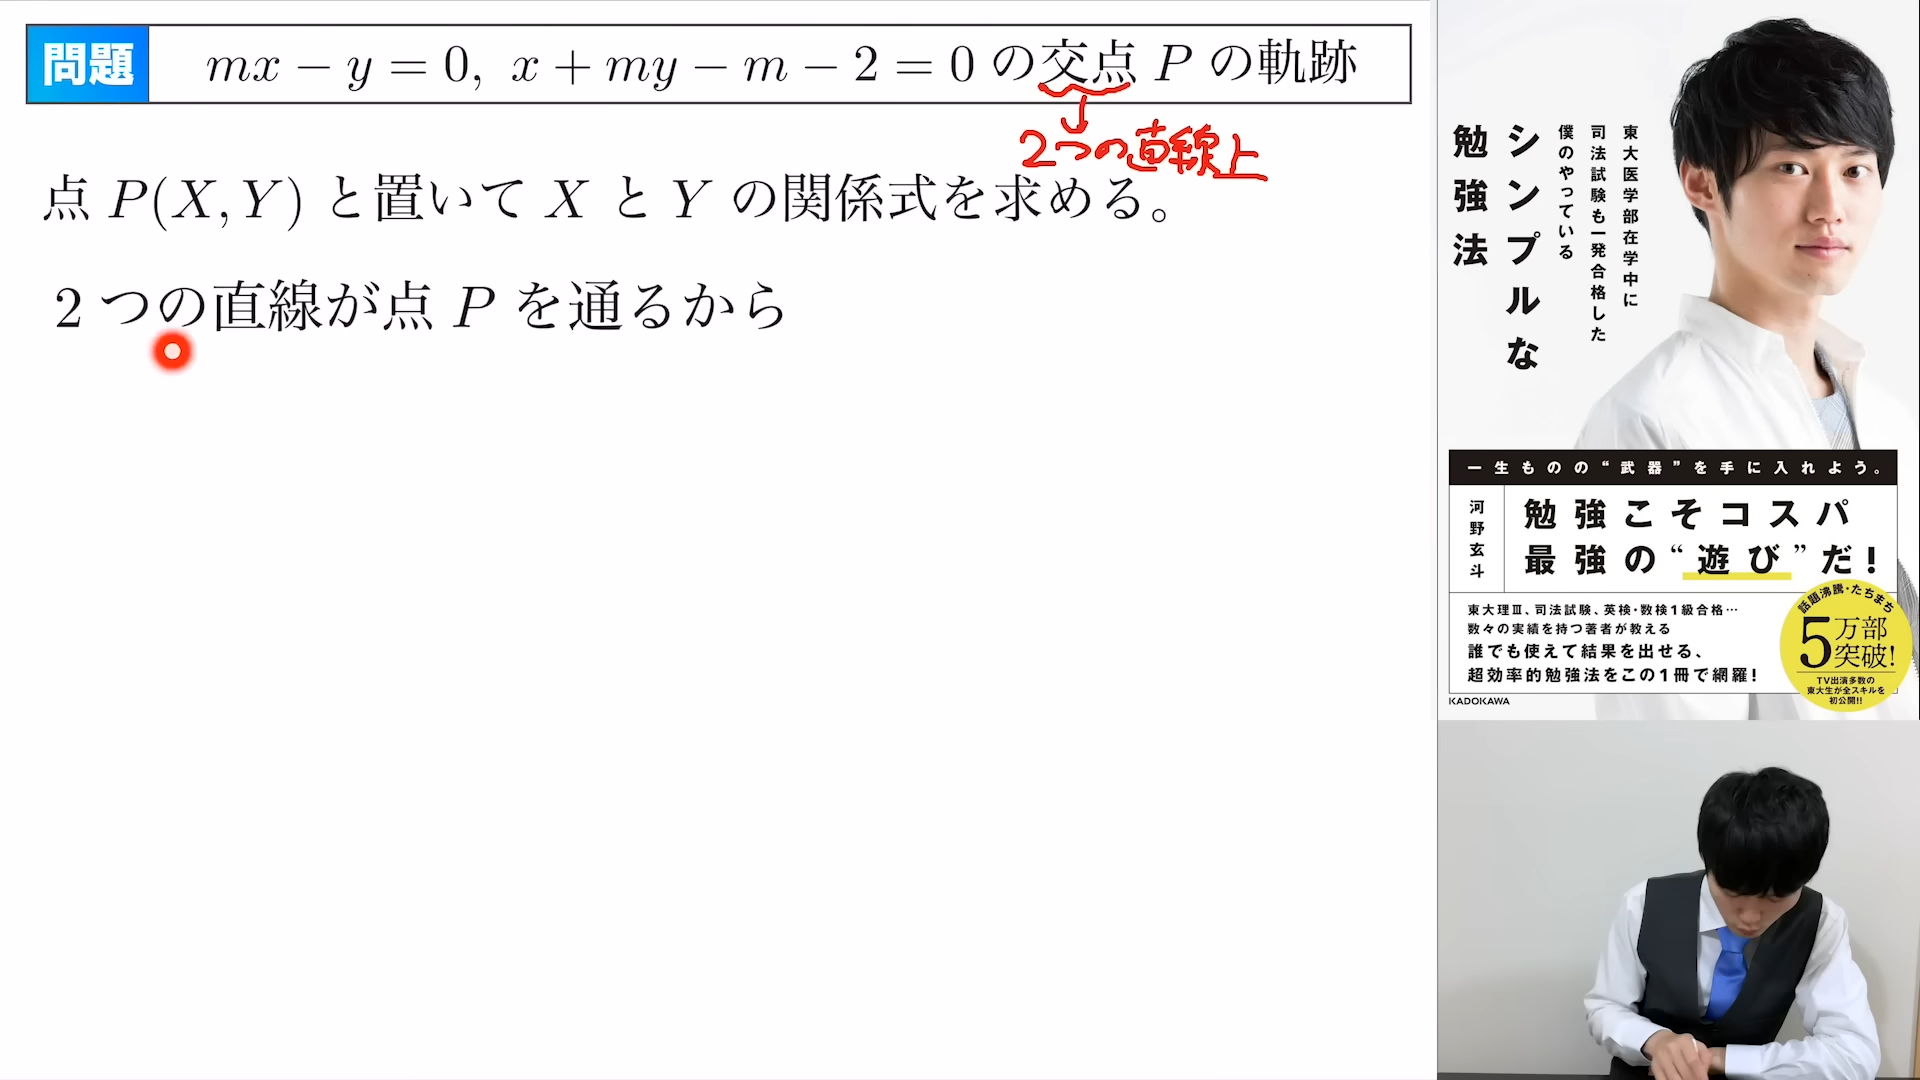 問題 mx − y = 0, x + my − m − 2 = 0 の交点 P の軌跡
2つの直線上
点 P(X, Y) と置いて X と Y の関係式を求める。
2 つの直線が点 P を通るから
東大医学部在学中に
司法試験も一発合格した
僕のやっている
シンプルな
勉強法
一生ものの“武器”を手に入れよう。
河野玄斗
勉強こそコスパ
最強の“遊び”だ!
東大理Ⅲ、司法試験、英検・数検1級合格…
数々の実績を持つ著者が教える
誰でも使えて結果を出せる、
超効率的勉強法をこの1冊で網羅!
話題沸騰・たちまち
5万部
突破!
TV出演多数の
東大生が全スキルを
初公開!!
KADOKAWA